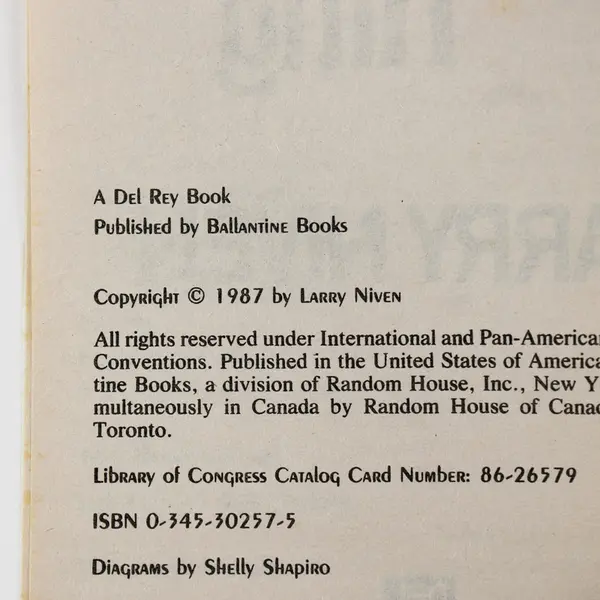 A Del Rey Book
Published by Ballantine Books
Copyright © 1987 by Larry Niven
All rights reserved under International and Pan-America
Conventions. Published in the United States of America
tine Books, a division of Random House, Inc., New Y
multaneously in Canada by Random House of Canad
Toronto.
Library of Congress Catalog Card Number: 86-26579
ISBN 0-345-30257-5
Diagrams by Shelly Shapiro